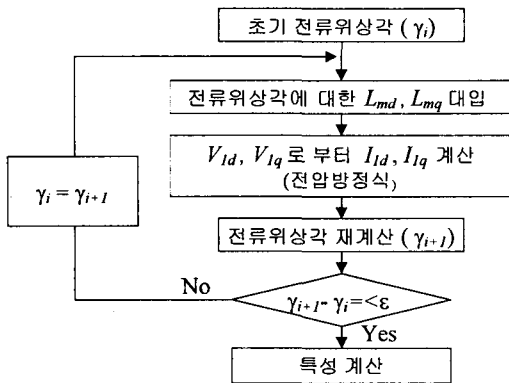 초기 전류위상각 ( γi )
전류위상각에 대한 Lmd , Lmq 대입
V1d, V1q 로 부터 I1d, I1q 계산
(전압방정식)
γi = γi+1
전류위상각 재계산 ( γi+1 )
No
γi+1- γi=<ε
Yes
특성 계산